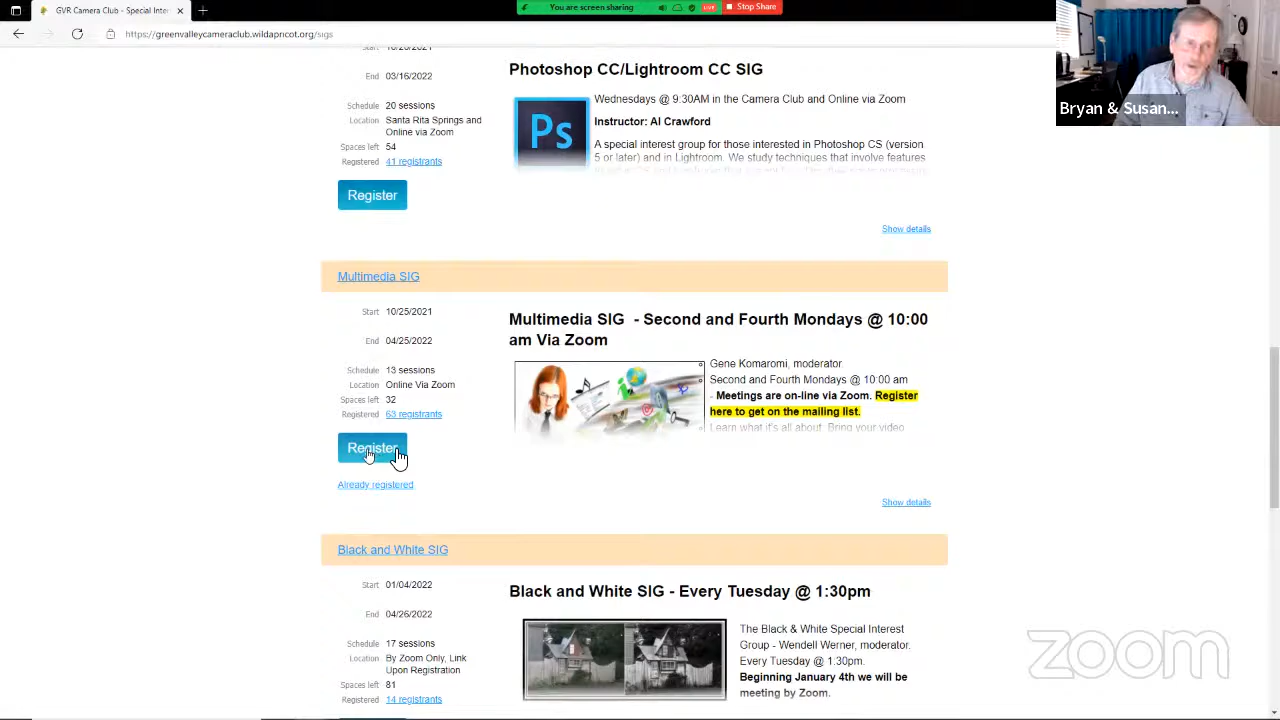 GVR Camera Club - Special Inter
You are screen sharing
LIVE
Stop Share
https://greenvalleycameraclub.wildapricot.org/sigs
Bryan & Susan...
End 03/16/2022
Schedule 20 sessions
Location Santa Rita Springs and
Online via Zoom
Spaces left 54
Registered 41 registrants
Register
Photoshop CC/Lightroom CC SIG
Ps
Wednesdays @ 9:30AM in the Camera Club and Online via Zoom
Instructor: Al Crawford
A special interest group for those interested in Photoshop CS (version
5 or later) and in Lightroom. We study techniques that involve features
Show details
Multimedia SIG
Start 10/25/2021
End 04/25/2022
Schedule 13 sessions
Location Online Via Zoom
Spaces left 32
Registered 63 registrants
Register
Already registered
Multimedia SIG - Second and Fourth Mondays @ 10:00
am Via Zoom
Gene Komaromi, moderator.
Second and Fourth Mondays @ 10:00 am
- Meetings are on-line via Zoom. Register
here to get on the mailing list.
Learn what it's all about. Bring your video
Show details
Black and White SIG
Start 01/04/2022
End 04/26/2022
Schedule 17 sessions
Location By Zoom Only, Link
Upon Registration
Spaces left 81
Registered 14 registrants
Black and White SIG - Every Tuesday @ 1:30pm
The Black & White Special Interest
Group - Wendell Werner, moderator.
Every Tuesday @ 1:30pm.
Beginning January 4th we will be
meeting by Zoom.
zoom